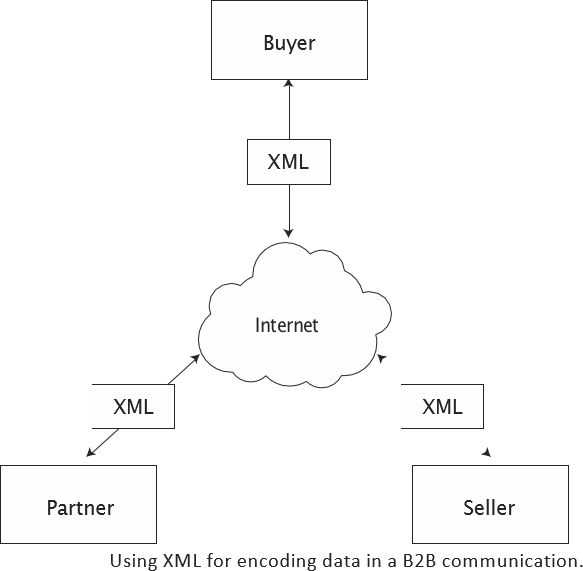 Buyer
XML
Internet
XML
XML
Partner
Seller
Using XML for encoding data in a B2B communication.